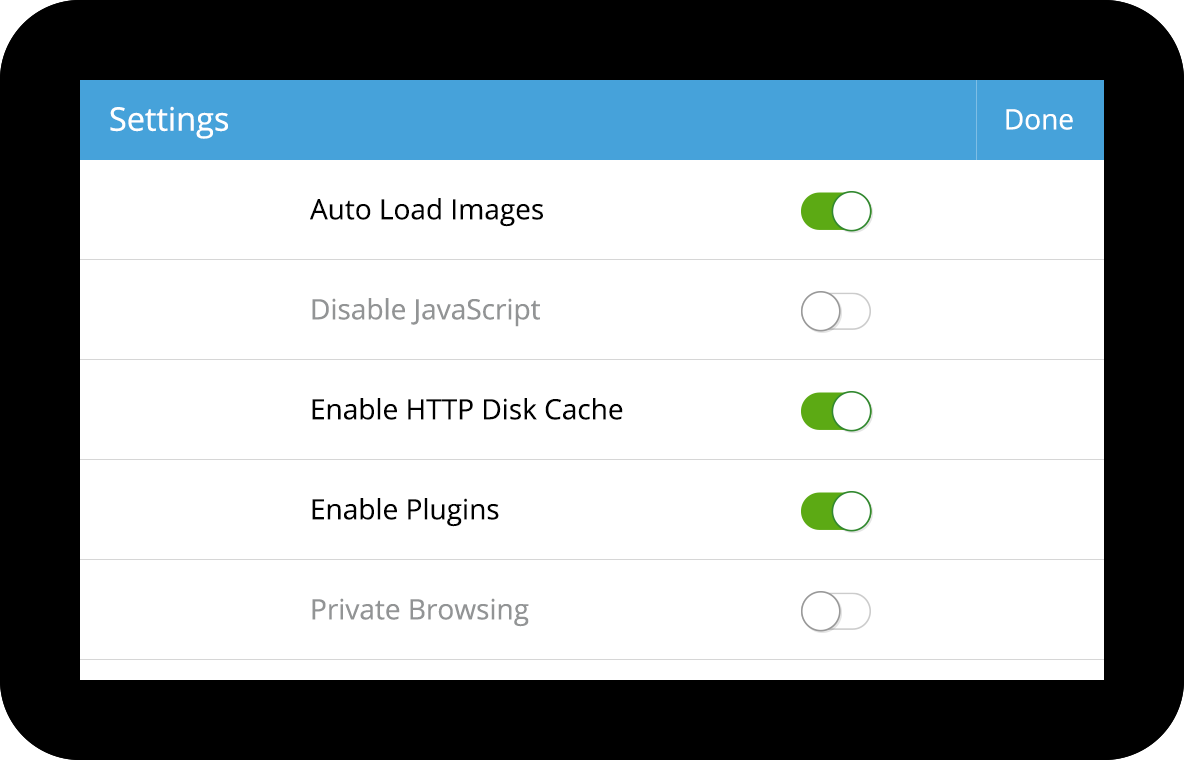 Settings
Done
Auto Load Images
Disable JavaScript
Enable HTTP Disk Cache
Enable Plugins
Private Browsing